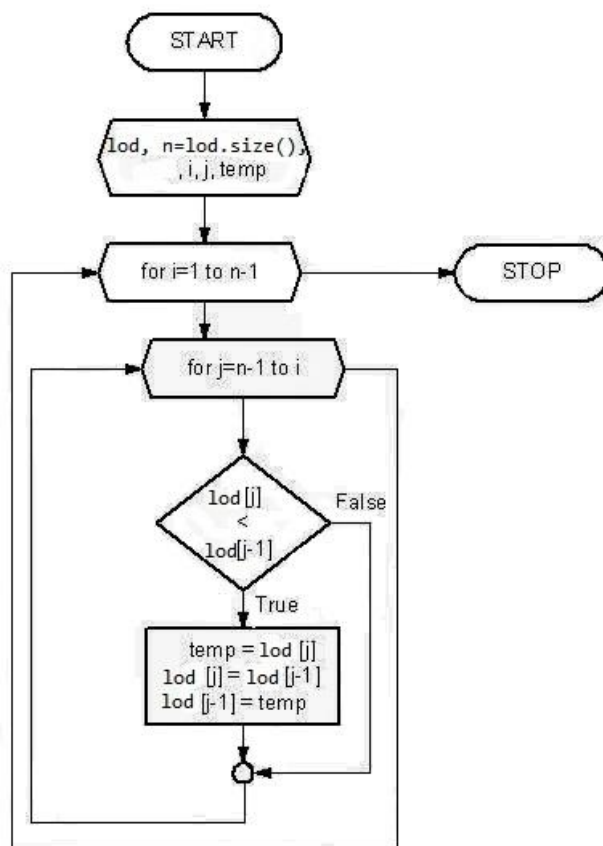 START
lod, n=lod.size(),
, i, j, temp
for i=1 to n-1
STOP
for j=n-1 to i
lod[j]
<
lod[j-1]
False
True
temp = lod [j]
lod [j] = lod [j-1]
lod [j-1] = temp